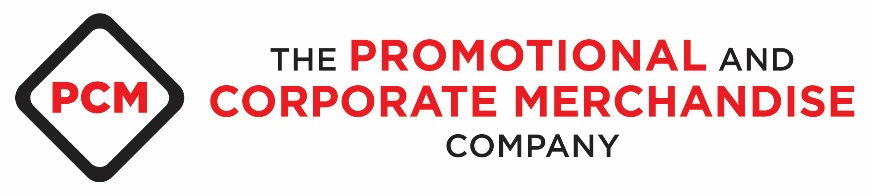 PCM
THE PROMOTIONAL AND
CORPORATE MERCHANDISE
COMPANY